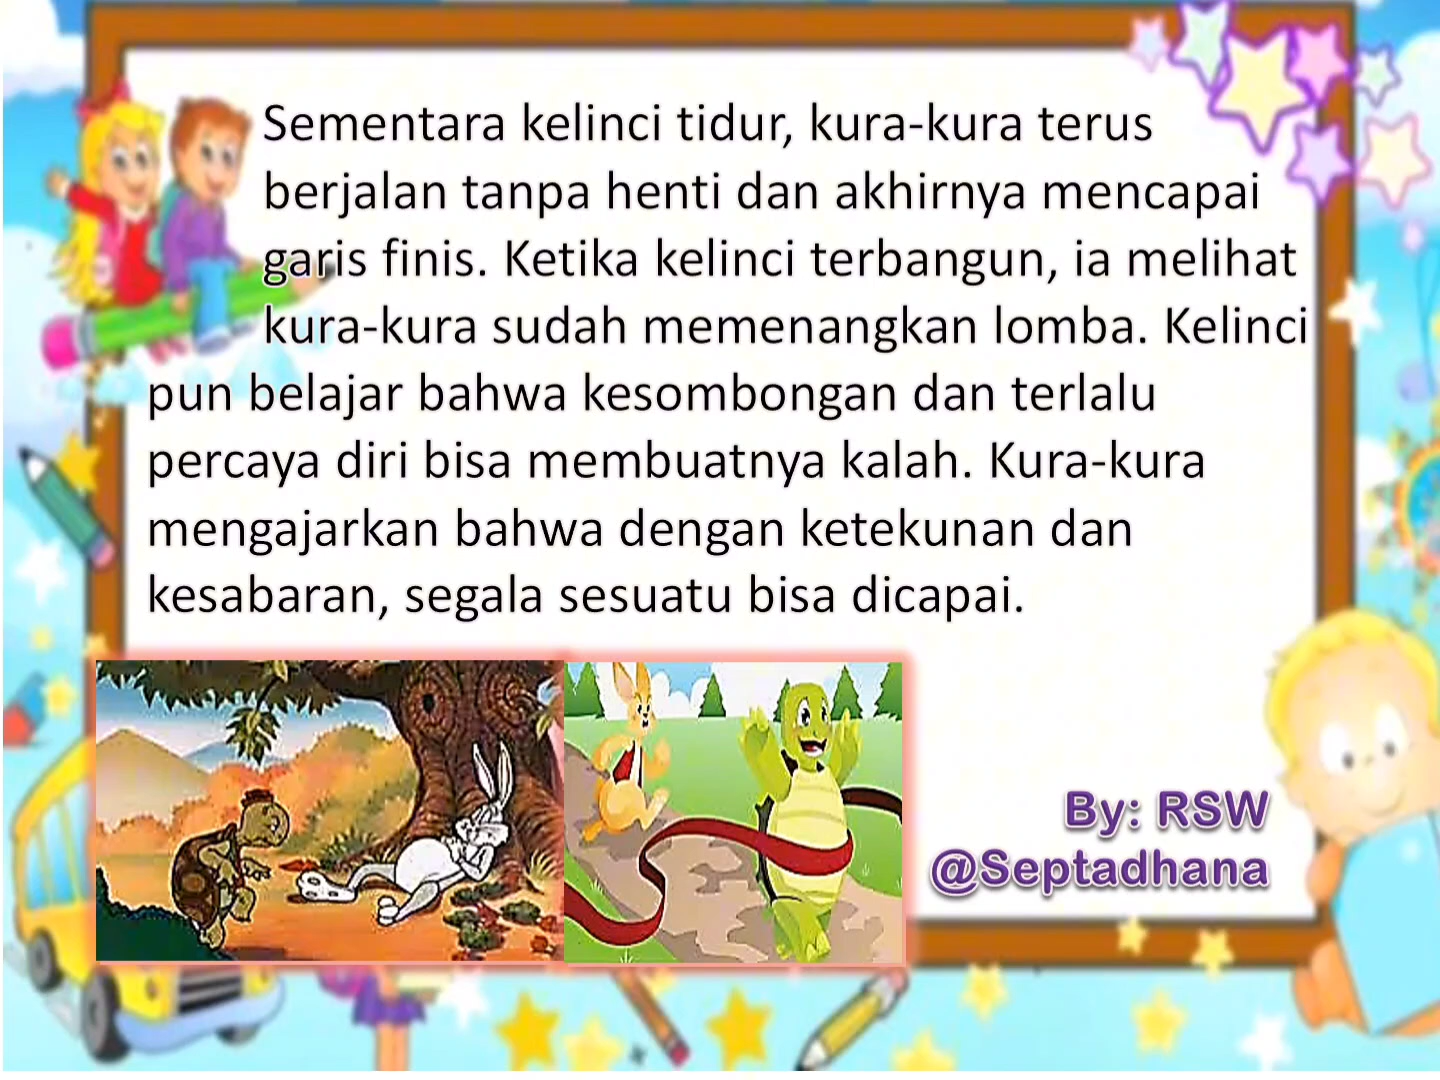 Sementara kelinci tidur, kura-kura terus
berjalan tanpa henti dan akhirnya mencapai
garis finis. Ketika kelinci terbangun, ia melihat
kura-kura sudah memenangkan lomba. Kelinci
pun belajar bahwa kesombongan dan terlalu
percaya diri bisa membuatnya kalah. Kura-kura
mengajarkan bahwa dengan ketekunan dan
kesabaran, segala sesuatu bisa dicapai.
By: RSW
@Septadhana